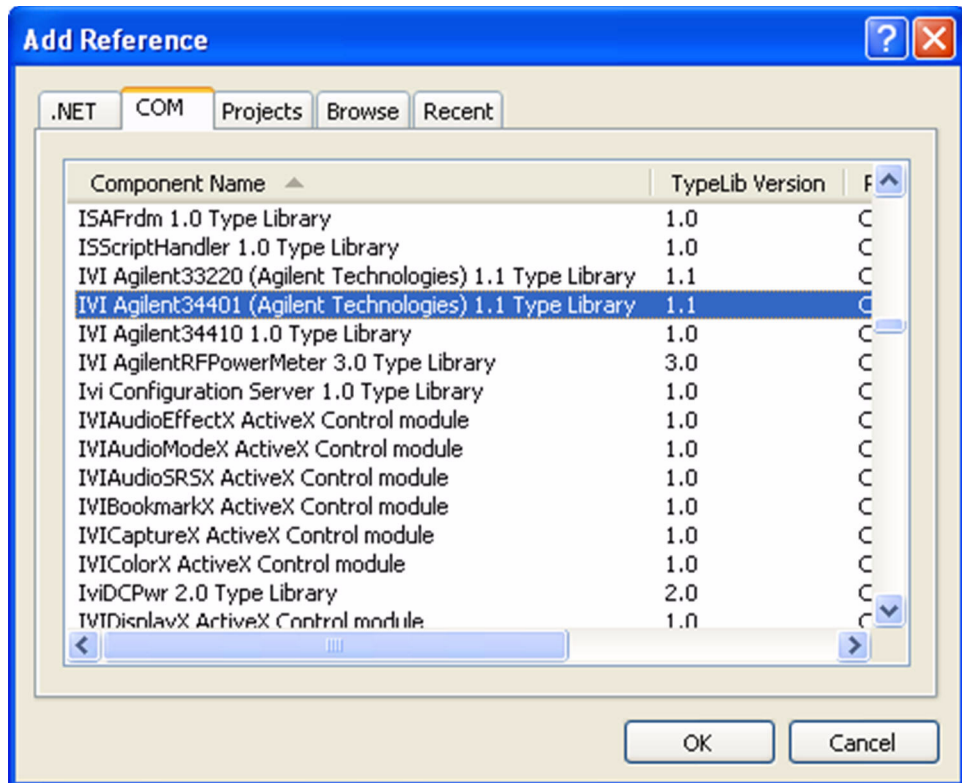 Add Reference
.NET COM Projects Browse Recent
Component Name TypeLib Version
ISAFrdm 1.0 Type Library 1.0
ISScriptHandler 1.0 Type Library 1.0
IVI Agilent33220 (Agilent Technologies) 1.1 Type Library 1.1
IVI Agilent34401 (Agilent Technologies) 1.1 Type Library 1.1
IVI Agilent34410 1.0 Type Library 1.0
IVI AgilentRFPowerMeter 3.0 Type Library 3.0
Ivi Configuration Server 1.0 Type Library 1.0
IVIAudioEffectX ActiveX Control module 1.0
IVIAudioModeX ActiveX Control module 1.0
IVIAudioSRSX ActiveX Control module 1.0
IVIBookmarkX ActiveX Control module 1.0
IVICaptureX ActiveX Control module 1.0
IVIColorX ActiveX Control module 1.0
IviDCPwr 2.0 Type Library 2.0
IVIDisplayX ActiveX Control module 1.0
OK Cancel